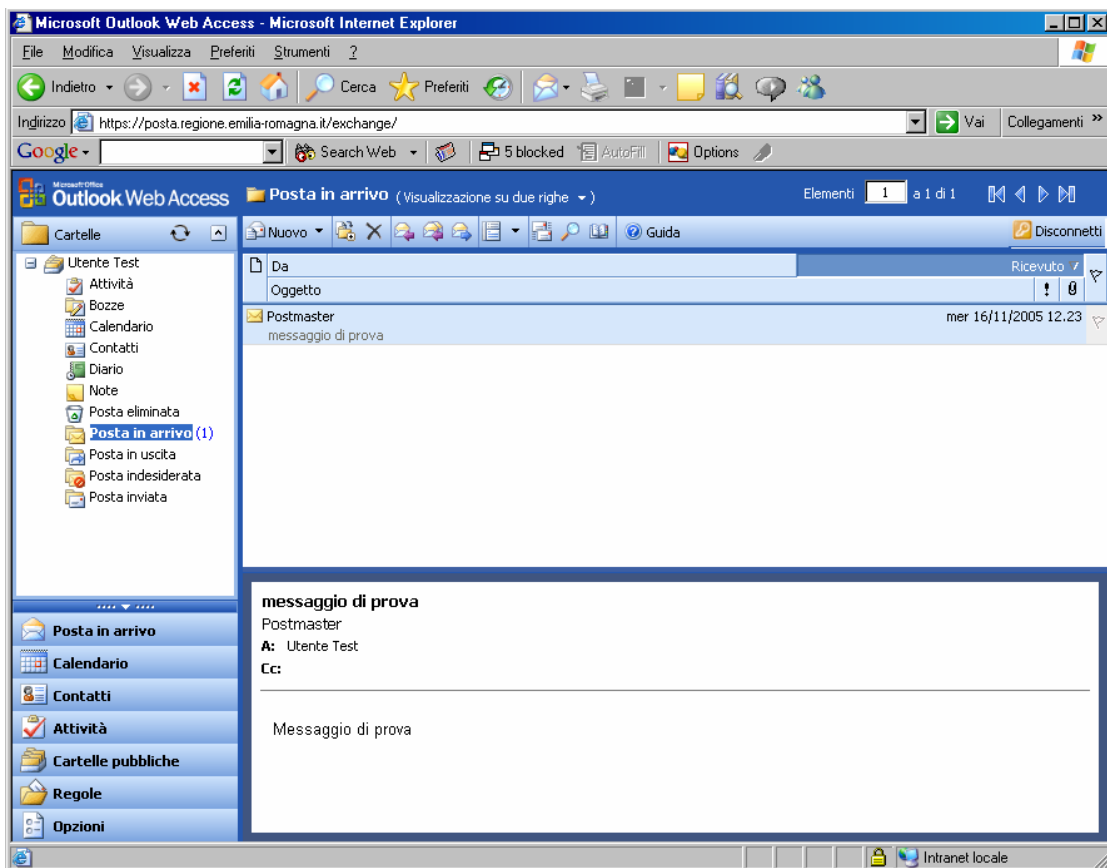 Microsoft Outlook Web Access - Microsoft Internet Explorer
File Modifica Visualizza Preferiti Strumenti ?
Indietro Cerca Preferiti
Indirizzo https://posta.regione.emilia-romagna.it/exchange/ Vai Collegamenti »
Google Search Web 5 blocked AutoFill Options
Microsoft Office
Outlook Web Access
Posta in arrivo (Visualizzazione su due righe) Elementi 1 a 1 di 1
Cartelle
Nuovo Guida Disconnetti
Utente Test
Attività
Bozze
Calendario
Contatti
Diario
Note
Posta eliminata
Posta in arrivo (1)
Posta in uscita
Posta indesiderata
Posta inviata
Da Ricevuto
Oggetto
Postmaster mer 16/11/2005 12.23
messaggio di prova
messaggio di prova
Postmaster
A: Utente Test
Cc:
Messaggio di prova
Posta in arrivo
Calendario
Contatti
Attività
Cartelle pubbliche
Regole
Opzioni
Intranet locale